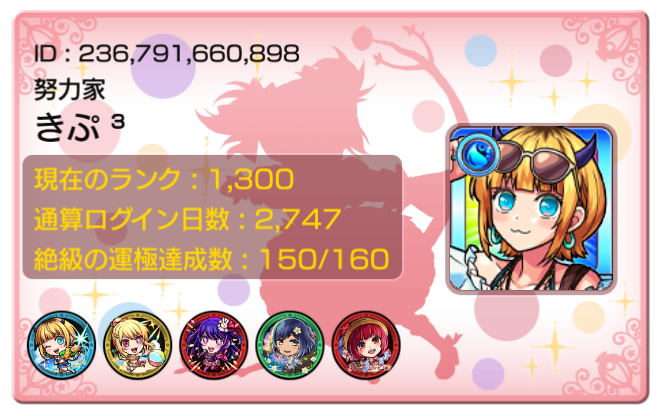 ID : 236,791,660,898
努力家
きぷ ³
現在のランク : 1,300
通算ログイン日数 : 2,747
絶級の運極達成数 : 150/160